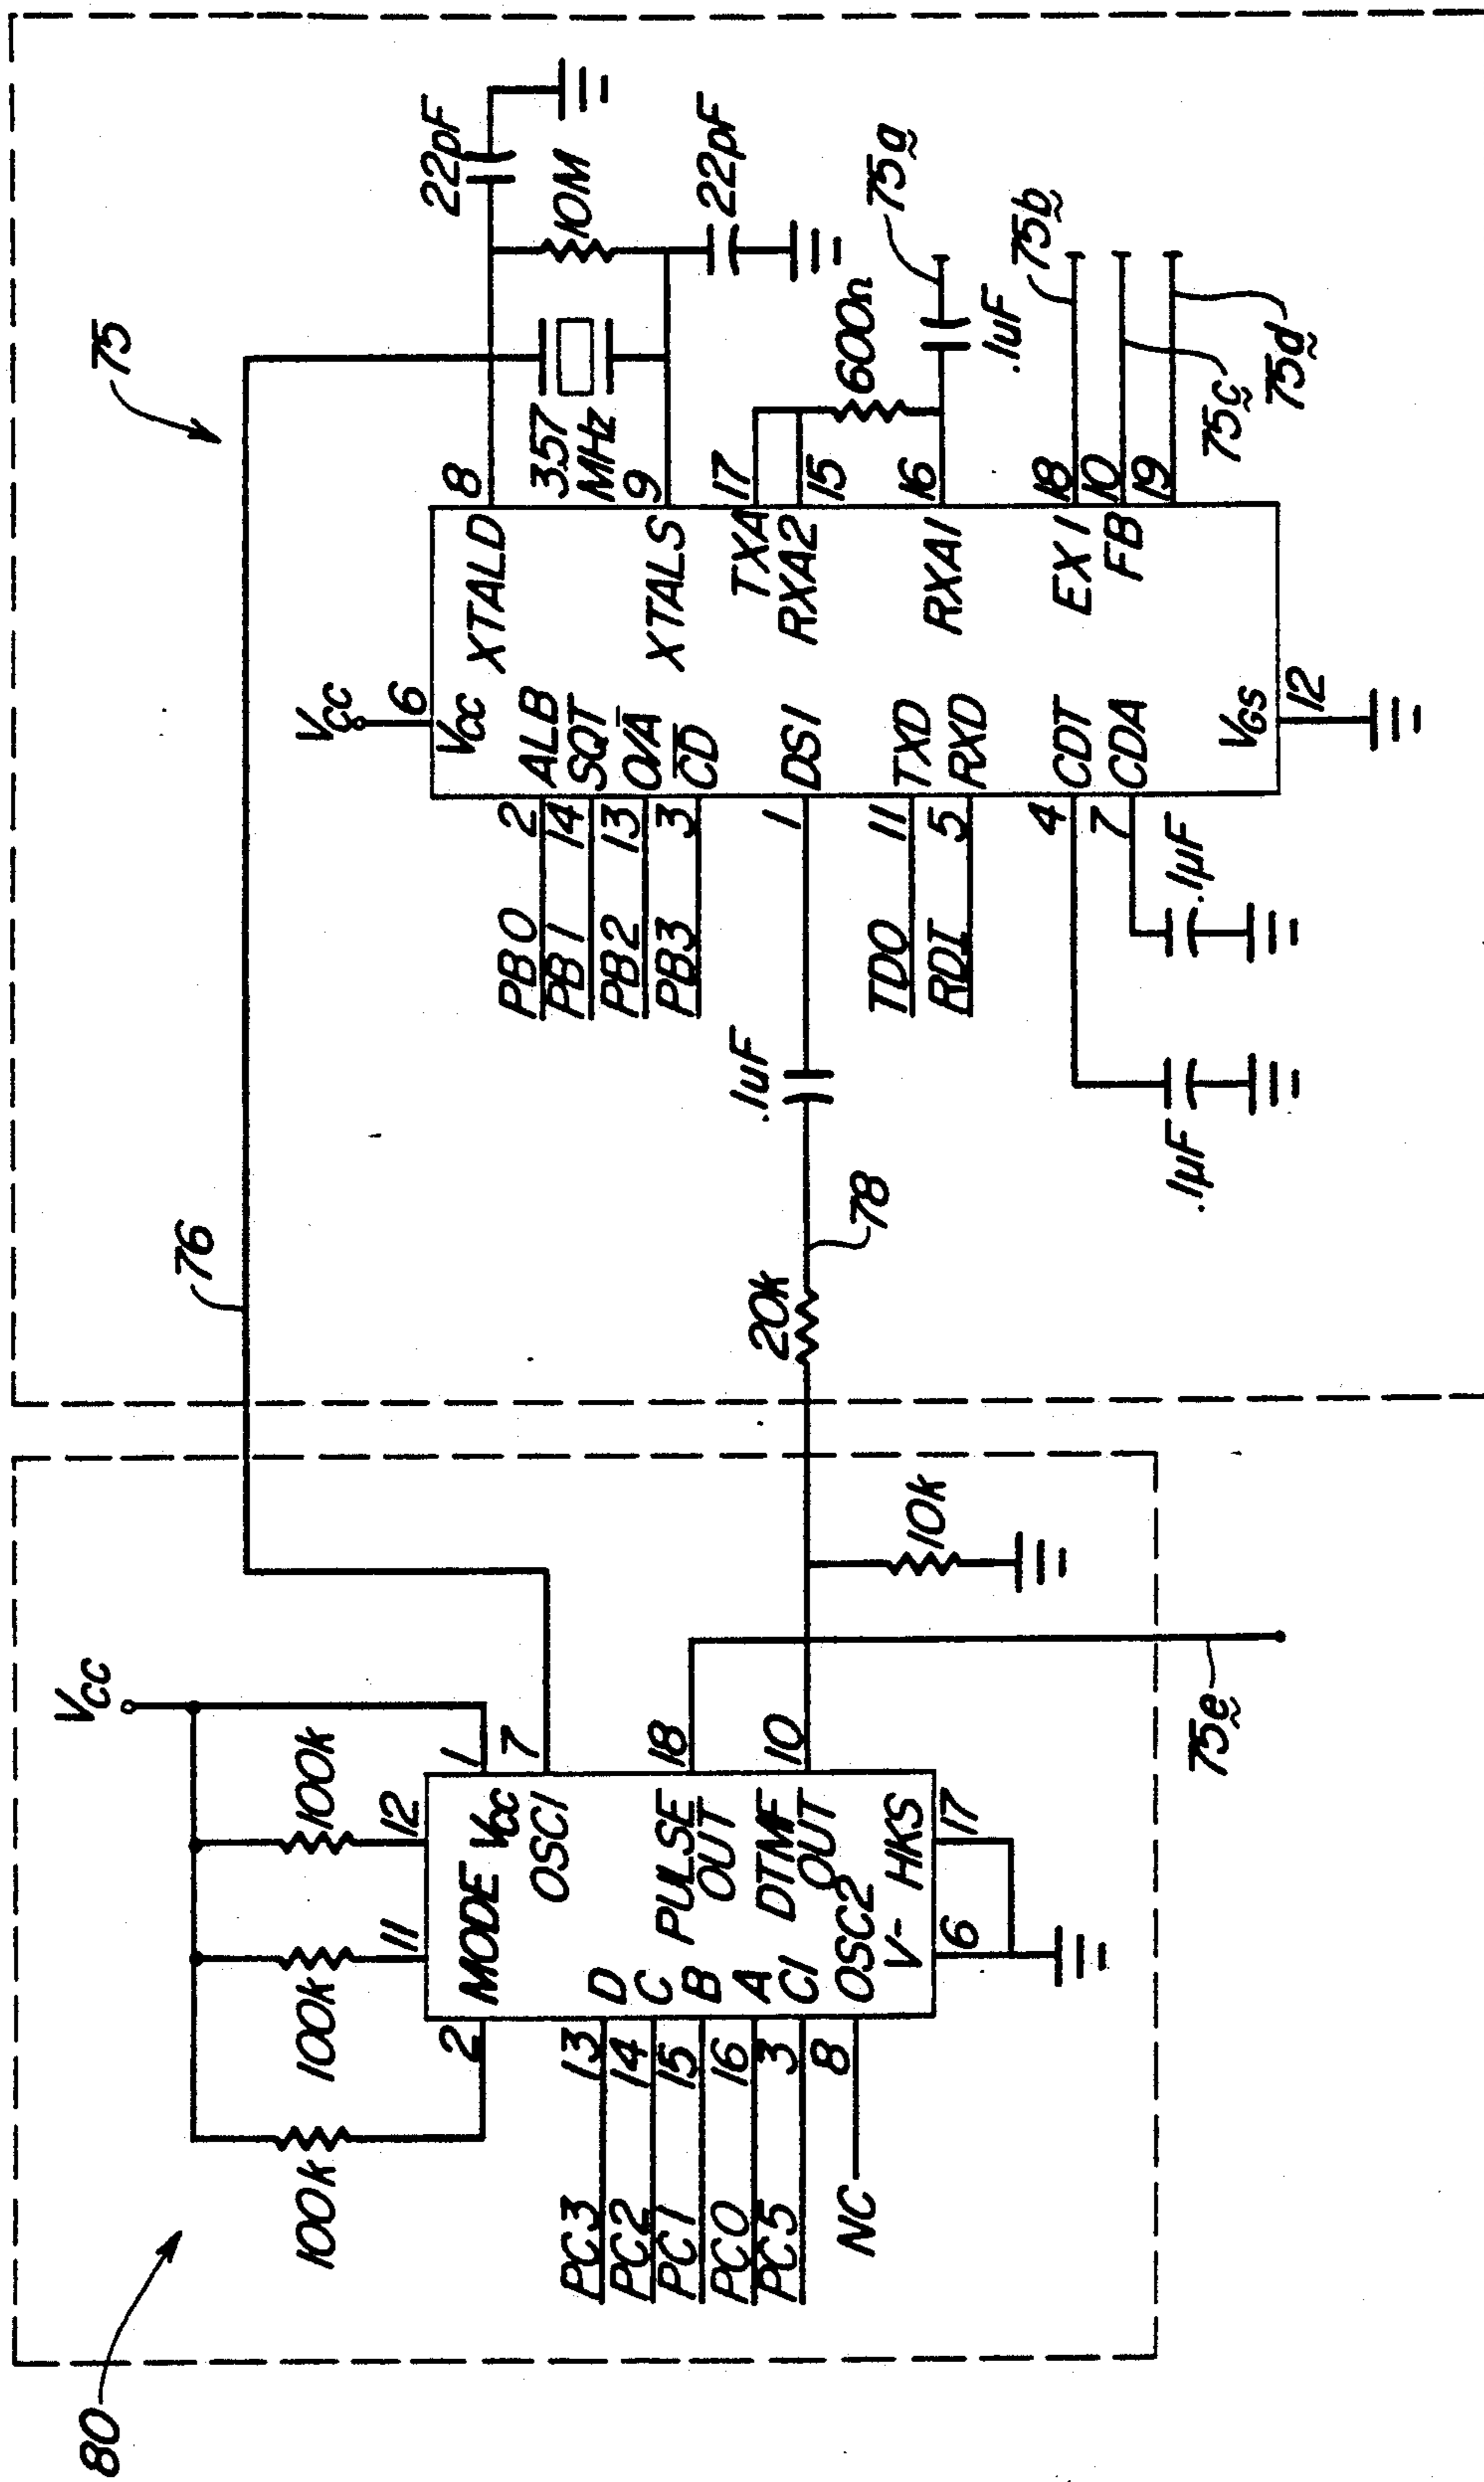 80
100k
100k
100k
VCC
2
11
12
1
7
MODE
VCC
OSC1
PC3
13
D
PC2
14
C
PC1
15
B
PC0
16
A
PC5
3
CI
NC
8
OSC2
PULSE
OUT
18
DTMF
OUT
10
V-
HKS
6
17
10k
75e
76
75
20k
78
.1uF
VCC
6
VCC
PB0
2
ALB
PB1
14
SQT
PB2
13
O/A̅
PB3
3
C̅D̅
1
DSI
TDO
11
TXD
RDI
5
RXD
4
CDT
7
CDA
.1µF
.1µF
VGS
12
XTALD
8
3.57
MHz
XTALS
9
22pF
10M
22pF
TXA
17
RXA2
15
600n
RXA1
16
.1uF
75a
EX1
18
FB
10
19
75b
75c
75d